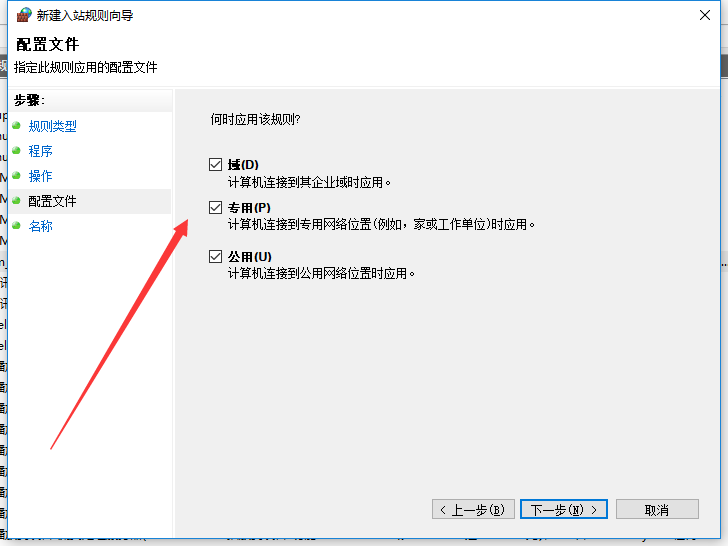 新建入站规则向导
配置文件
指定此规则应用的配置文件
步骤:
规则类型
程序
操作
配置文件
名称
何时应用该规则?
域(D)
计算机连接到其企业域时应用。
专用(P)
计算机连接到专用网络位置(例如，家或工作单位)时应用。
公用(U)
计算机连接到公用网络位置时应用。
< 上一步(B)
下一步(N) >
取消